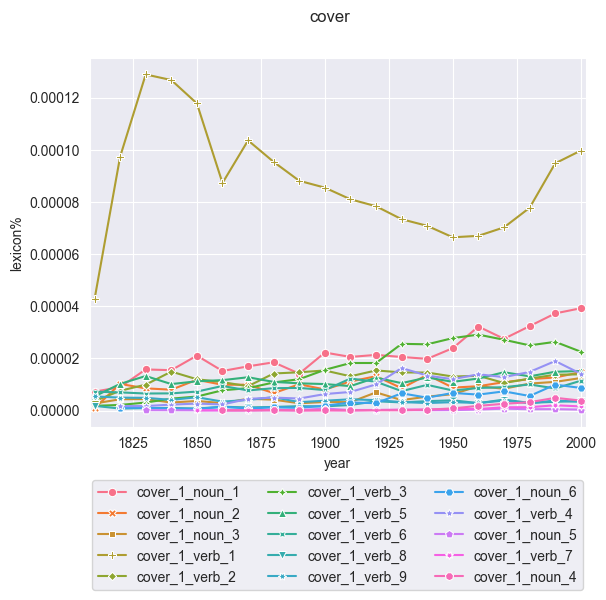 cover
0.00012
0.00010
0.00008
0.00006
0.00004
0.00002
0.00000
lexicon%
1825 1850 1875 1900 1925 1950 1975 2000
year
cover_1_noun_1 cover_1_verb_3 cover_1_noun_6
cover_1_noun_2 cover_1_verb_5 cover_1_verb_4
cover_1_noun_3 cover_1_verb_6 cover_1_noun_5
cover_1_verb_1 cover_1_verb_8 cover_1_verb_7
cover_1_verb_2 cover_1_verb_9 cover_1_noun_4